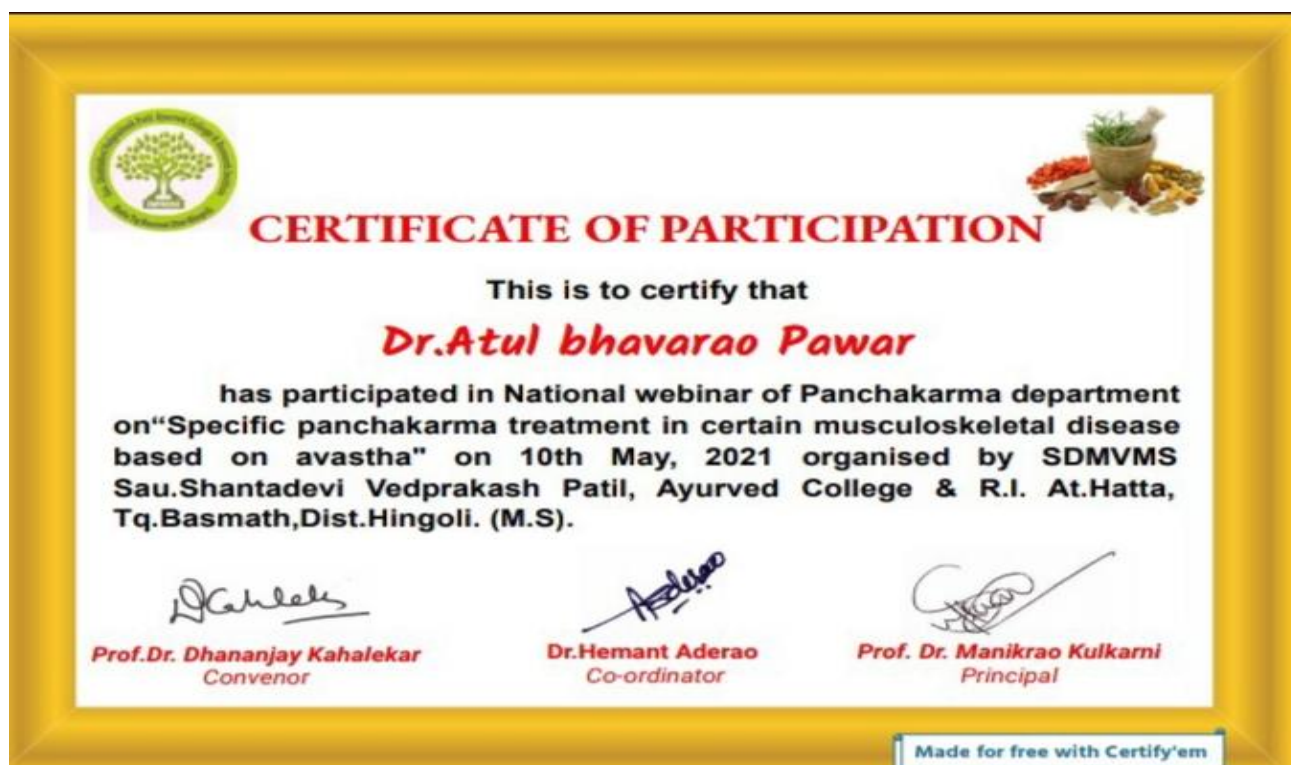 CERTIFICATE OF PARTICIPATION
This is to certify that
Dr.Atul bhavarao Pawar
has participated in National webinar of Panchakarma department
on“Specific panchakarma treatment in certain musculoskeletal disease
based on avastha" on 10th May, 2021 organised by SDMVMS
Sau.Shantadevi Vedprakash Patil, Ayurved College & R.I. At.Hatta,
Tq.Basmath,Dist.Hingoli. (M.S).
Prof.Dr. Dhananjay Kahalekar
Convenor
Dr.Hemant Aderao
Co-ordinator
Prof. Dr. Manikrao Kulkarni
Principal
Made for free with Certify'em